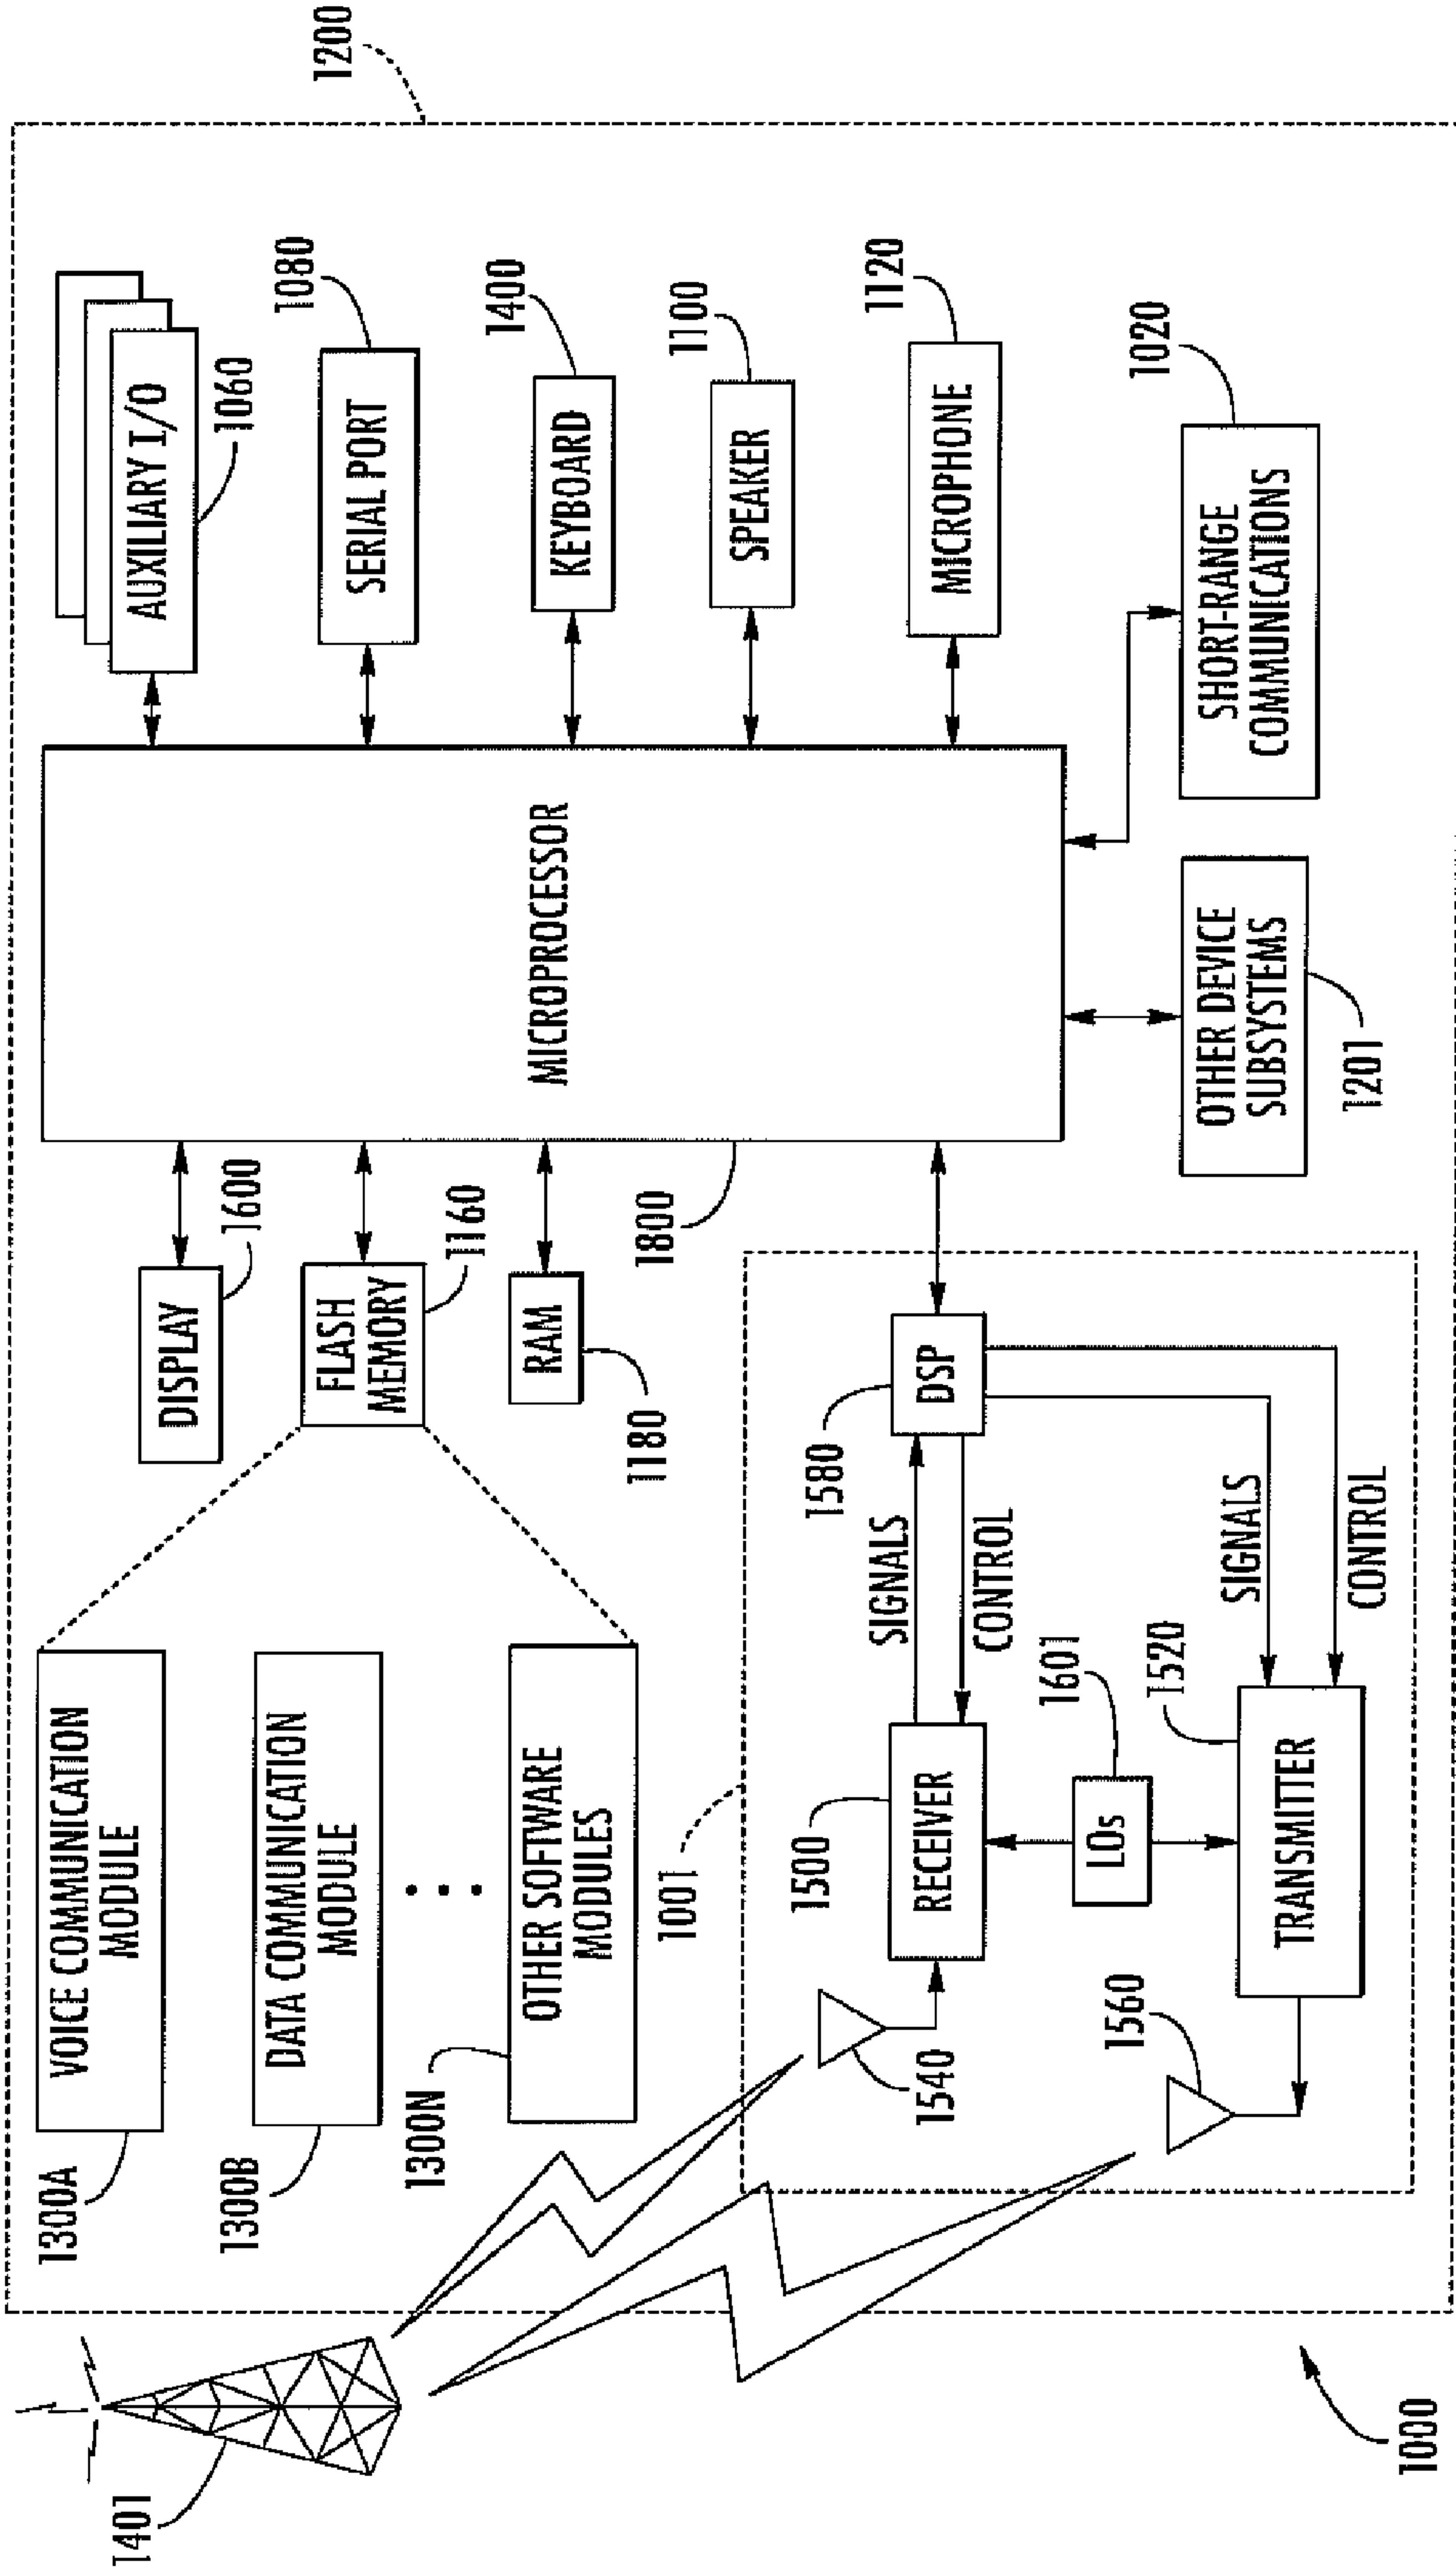 1200
AUXILIARY I/O
1060
SERIAL PORT
1080
KEYBOARD
1400
SPEAKER
1100
MICROPHONE
1120
SHORT-RANGE
COMMUNICATIONS
1020
MICROPROCESSOR
1800
OTHER DEVICE
SUBSYSTEMS
1201
DISPLAY
1600
FLASH
MEMORY
1160
RAM
1180
VOICE COMMUNICATION
MODULE
1300A
DATA COMMUNICATION
MODULE
1300B
OTHER SOFTWARE
MODULES
1300N
1001
DSP
1580
SIGNALS
CONTROL
SIGNALS
CONTROL
RECEIVER
1500
LOs
1601
TRANSMITTER
1520
1540
1560
1401
1000